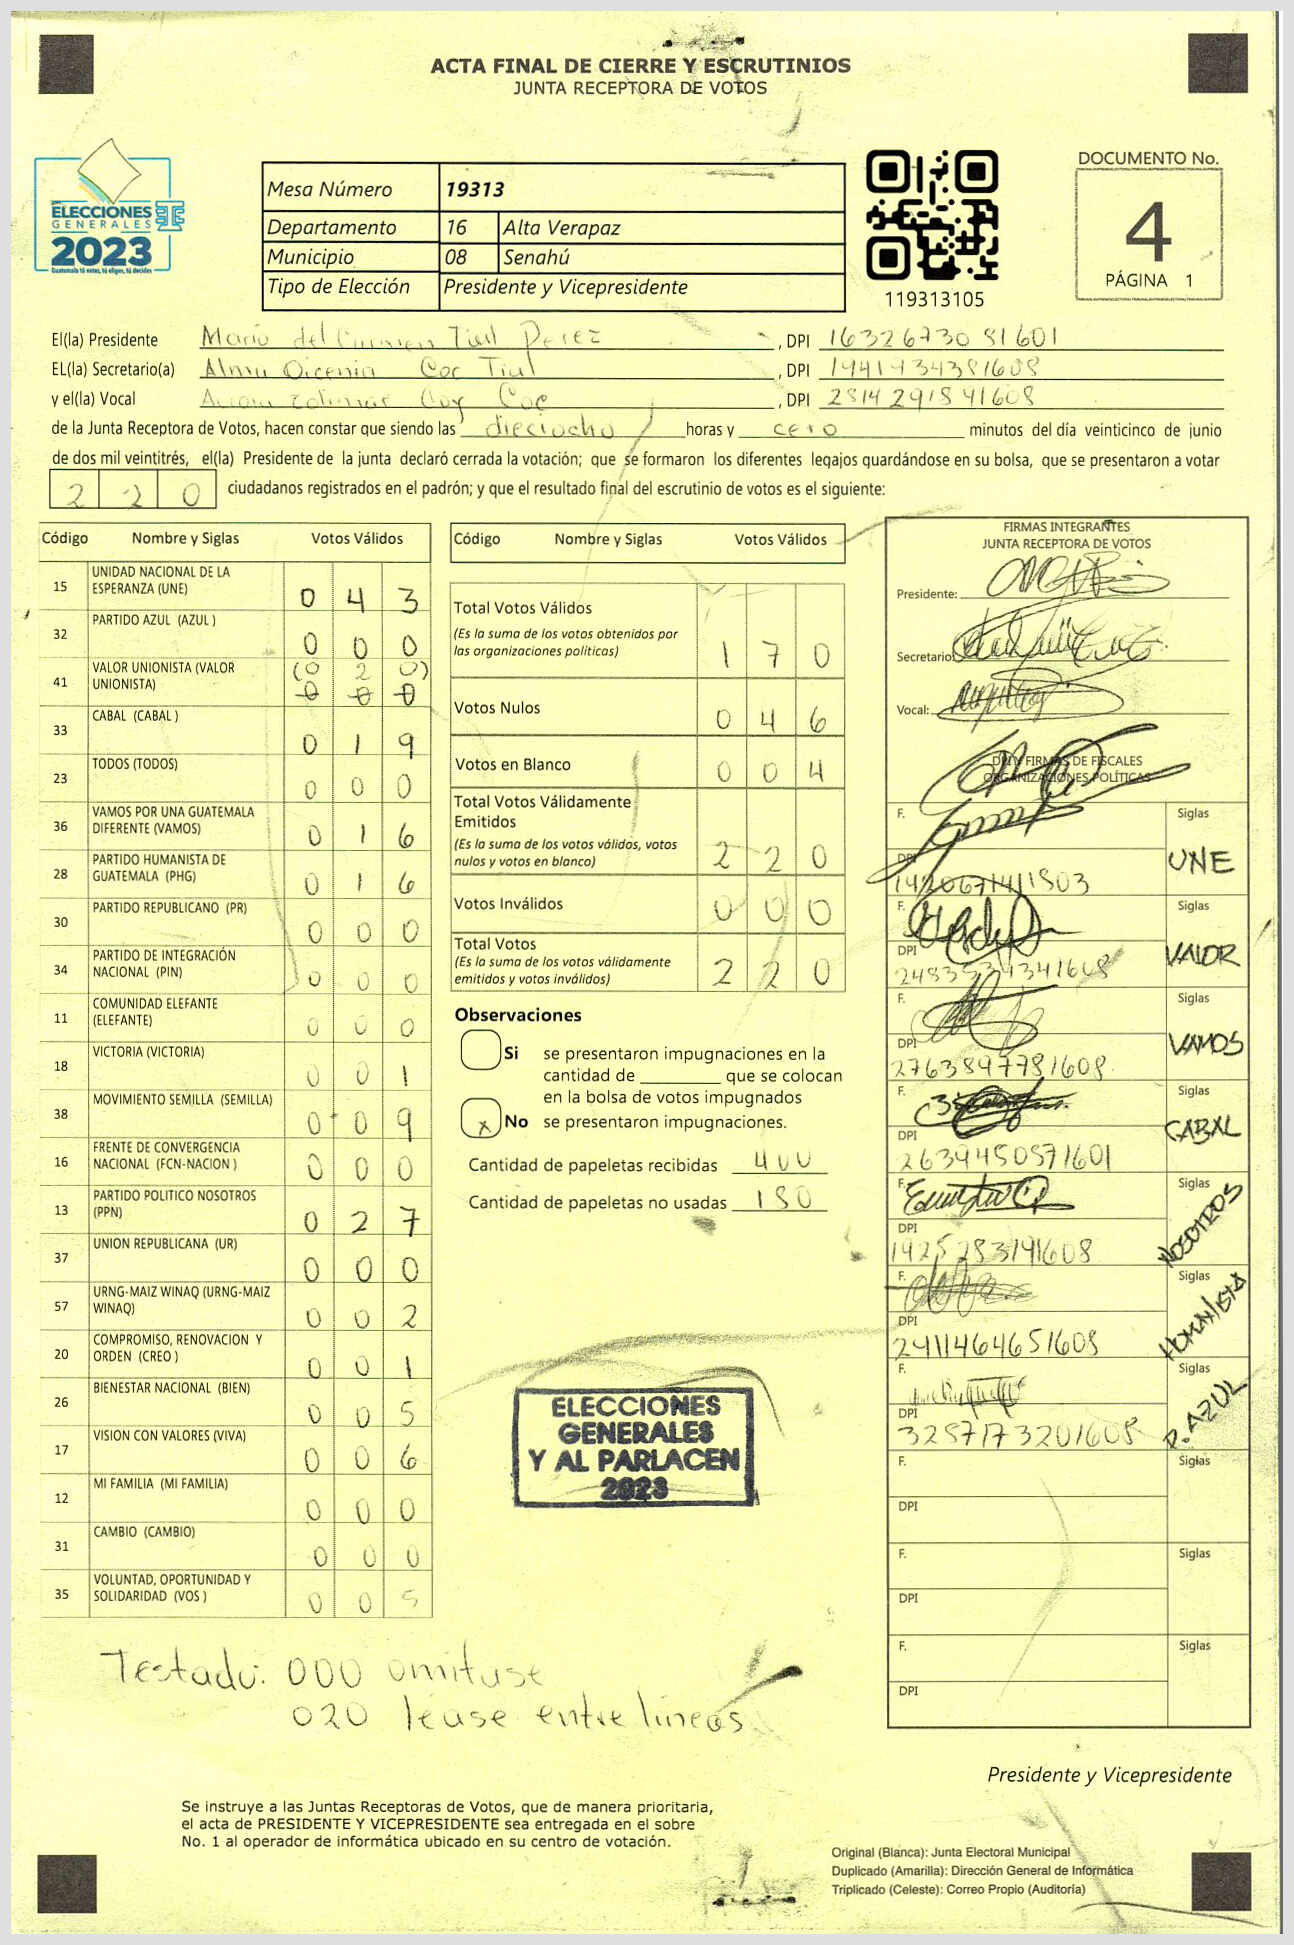 ACTA FINAL DE CIERRE Y ESCRUTINIOS
JUNTA RECEPTORA DE VOTOS
ELECCIONES
GENERALES
2023
Guatemala tú votas, tú eliges, tú decides
Mesa Número 19313
Departamento 16 Alta Verapaz
Municipio 08 Senahú
Tipo de Elección Presidente y Vicepresidente
119313105
DOCUMENTO No.
4
PÁGINA 1
El(la) Presidente María del Carmen Tiul Perez, DPI
EL(la) Secretario(a) Alma Coc Tiul, DPI
y el(la) Vocal Coy Coc, DPI
de la Junta Receptora de Votos, hacen constar que siendo las dieciocho horas y cero minutos del día veinticinco de junio
de dos mil veintitrés, el(la) Presidente de la junta declaró cerrada la votación; que se formaron los diferentes legajos guardándose en su bolsa, que se presentaron a votar
220 ciudadanos registrados en el padrón; y que el resultado final del escrutinio de votos es el siguiente:
Código Nombre y Siglas Votos Válidos
15 UNIDAD NACIONAL DE LA ESPERANZA (UNE) 0 4 3
32 PARTIDO AZUL (AZUL ) 0 0 0
41 VALOR UNIONISTA (VALOR UNIONISTA) (0 2 0) 0 0 0
33 CABAL (CABAL ) 0 1 9
23 TODOS (TODOS) 0 0 0
36 VAMOS POR UNA GUATEMALA DIFERENTE (VAMOS) 0 1 6
28 PARTIDO HUMANISTA DE GUATEMALA (PHG) 0 1 6
30 PARTIDO REPUBLICANO (PR) 0 0 0
34 PARTIDO DE INTEGRACIÓN NACIONAL (PIN) 0 0 0
11 COMUNIDAD ELEFANTE (ELEFANTE) 0 0 0
18 VICTORIA (VICTORIA) 0 0 1
38 MOVIMIENTO SEMILLA (SEMILLA) 0 0 9
16 FRENTE DE CONVERGENCIA NACIONAL (FCN-NACION ) 0 0 0
13 PARTIDO POLITICO NOSOTROS (PPN) 0 2 7
37 UNION REPUBLICANA (UR) 0 0 0
57 URNG-MAIZ WINAQ (URNG-MAIZ WINAQ) 0 0 2
20 COMPROMISO, RENOVACION Y ORDEN (CREO ) 0 0 1
26 BIENESTAR NACIONAL (BIEN) 0 0 5
17 VISION CON VALORES (VIVA) 0 0 6
12 MI FAMILIA (MI FAMILIA) 0 0 0
31 CAMBIO (CAMBIO) 0 0 0
35 VOLUNTAD, OPORTUNIDAD Y SOLIDARIDAD (VOS ) 0 0 5
Testado: 000 omitase
020 léase entre líneas
Código Nombre y Siglas Votos Válidos
Total Votos Válidos
(Es la suma de los votos obtenidos por
las organizaciones políticas) 1 7 0
Votos Nulos 0 4 6
Votos en Blanco 0 0 4
Total Votos Válidamente
Emitidos
(Es la suma de los votos válidos, votos
nulos y votos en blanco) 2 2 0
Votos Inválidos 0 0 0
Total Votos
(Es la suma de los votos válidamente
emitidos y votos inválidos) 2 2 0
Observaciones
Si se presentaron impugnaciones en la
cantidad de ________ que se colocan
en la bolsa de votos impugnados
x No se presentaron impugnaciones.
Cantidad de papeletas recibidas 400
Cantidad de papeletas no usadas 180
ELECCIONES
GENERALES
Y AL PARLACEN
2023
FIRMAS INTEGRANTES
JUNTA RECEPTORA DE VOTOS
Presidente:
Secretario:
Vocal:
DPI Y FIRMAS DE FISCALES
ORGANIZACIONES POLÍTICAS
F. Siglas
DPI UNE
F. Siglas
DPI VALOR
F. Siglas
DPI VAMOS
2763897781608
F. Siglas
DPI CABAL
F. Siglas
DPI NOSOTROS
F. Siglas
DPI HUMANISTA
2411464651608
F. Siglas
DPI P. AZUL
F. Siglas
DPI
F. Siglas
DPI
F. Siglas
DPI
Presidente y Vicepresidente
Se instruye a las Juntas Receptoras de Votos, que de manera prioritaria,
el acta de PRESIDENTE Y VICEPRESIDENTE sea entregada en el sobre
No. 1 al operador de informática ubicado en su centro de votación.
Original (Blanca): Junta Electoral Municipal
Duplicado (Amarilla): Dirección General de Informática
Triplicado (Celeste): Correo Propio (Auditoría)